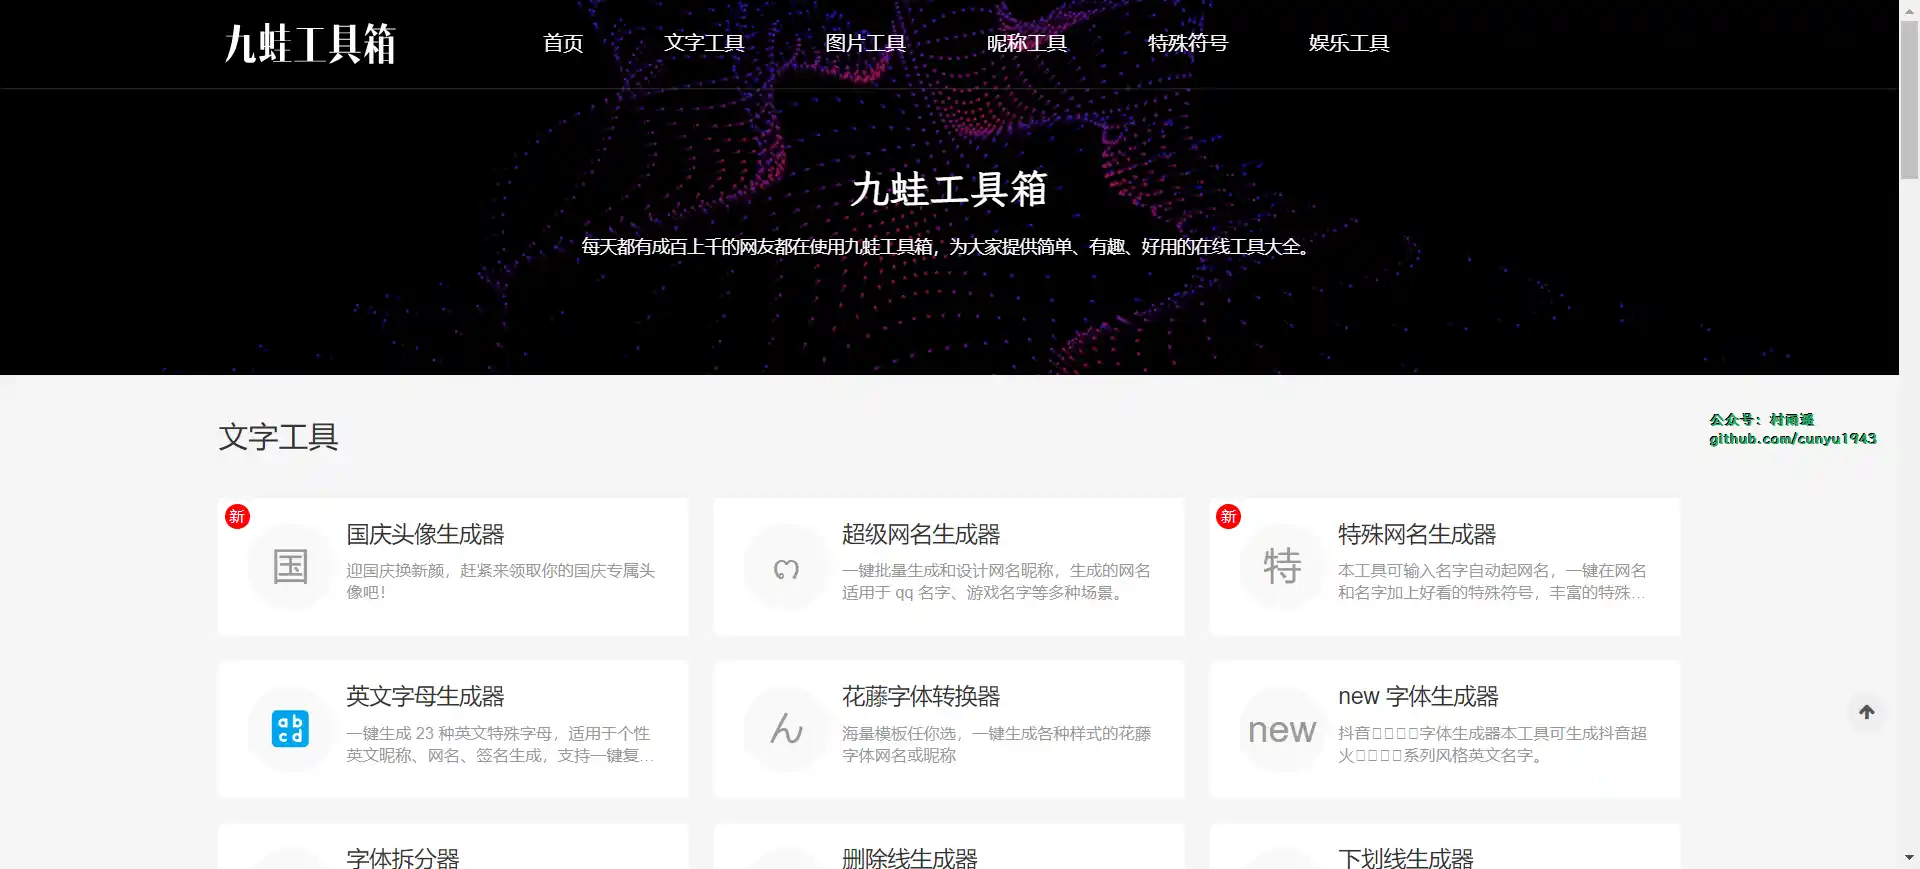 九蛙工具箱
首页
文字工具
图片工具
昵称工具
特殊符号
娱乐工具
九蛙工具箱
每天都有成百上千的网友都在使用九蛙工具箱，为大家提供简单、有趣、好用的在线工具大全。
公众号：村雨遥
github.com/cunyu1943
文字工具
新
国
国庆头像生成器
迎国庆换新颜，赶紧来领取你的国庆专属头
像吧！
ღ
超级网名生成器
一键批量生成和设计网名昵称，生成的网名
适用于 qq 名字、游戏名字等多种场景。
新
特
特殊网名生成器
本工具可输入名字自动起网名，一键在网名
和名字加上好看的特殊符号，丰富的特殊...
ab
cd
英文字母生成器
一键生成 23 种英文特殊字母，适用于个性
英文昵称、网名、签名生成，支持一键复...
ん
花藤字体转换器
海量模板任你选，一键生成各种样式的花藤
字体网名或昵称
new
new 字体生成器
抖音□□□□字体生成器本工具可生成抖音超
火□□□□系列风格英文名字。
字体拆分器
删除线生成器
下划线生成器